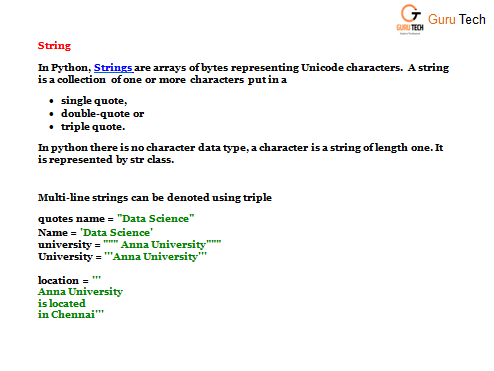 GURU TECH
Guru Tech
String
In Python, Strings are arrays of bytes representing Unicode characters. A string
is a collection of one or more characters put in a
• single quote,
• double-quote or
• triple quote.
In python there is no character data type, a character is a string of length one. It
is represented by str class.
Multi-line strings can be denoted using triple
quotes name = "Data Science"
Name = 'Data Science'
university = """ Anna University"""
University = '''Anna University'''
location = '''
Anna University
is located
in Chennai'''